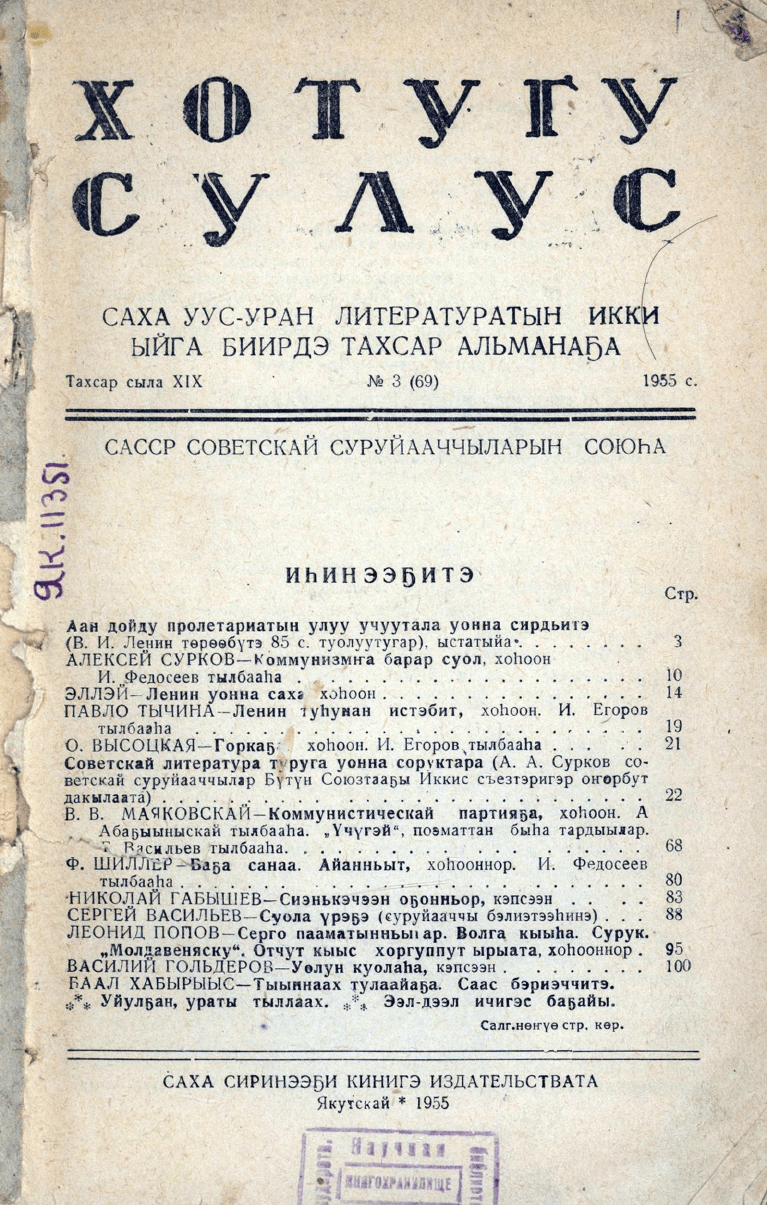 ХОТУГУ
СУЛУС
САХА УУС-УРАН ЛИТЕРАТУРАТЫН ИККИ
ЫЙГА БИИРДЭ ТАХСАР АЛЬМАНАҔА
Тахсар сыла XIX № 3 (69) 1955 с.
САССР СОВЕТСКАЙ СУРУЙААЧЧЫЛАРЫН СОЮҺА
ЯК.11351
ИҺИНЭЭҔИТЭ
Стр.
Аан дойду пролетариатын улуу учуутала уонна сирдьитэ
(В. И. Ленин төрөөбүтэ 85 с. туолуутугар), ыстатыйа. . . . . . . . 3
АЛЕКСЕЙ СУРКОВ—Коммунизмҥа барар суол, хоһоон
И. Федосеев тылбааһа . . . . . . . . . . . . . . . . . . . 10
ЭЛЛЭЙ—Ленин уонна саха хоһоон . . . . . . . . . . . . . . 14
ПАВЛО ТЫЧИНА—Ленин туһунан истэбит, хоһоон. И. Егоров
тылбааһа . . . . . . . . . . . . . . . . . . . . . . . . 19
О. ВЫСОЦКАЯ—хоһоон. И. Егоров тылбааһа . . . . . 21
Советскай литература туруга уонна соруктара (А. А. Сурков со-
ветскай суруйааччылар Бүтүн Союзтааҕы Иккис съезтэригэр оҥорбут
дакылаата) . . . . . . . . . . . . . . . . . . . . . . . . 22
В. В. МАЯКОВСКАЙ—Коммунистическай партияҕа, хоһоон. А
Абаҕыыныскай тылбааһа. „Үчүгэй“, поэматтан быһа тардыылар.
Т. Васильев тылбааһа. . . . . . . . . . . . . . . . . . . 68
Ф. ШИЛЛЕР—Баҕа санаа. Айанньыт, хоһооннор. И. Федосеев
тылбааһа . . . . . . . . . . . . . . . . . . . . . . . . 80
НИКОЛАЙ ГАБЫШЕВ—Сиэнькэчээн оҕонньор, кэпсээн . . . . 83
СЕРГЕЙ ВАСИЛЬЕВ—Суола үрэҕэ (суруйааччы бэлиэтээһинэ) . . . 88
ЛЕОНИД ПОПОВ—Серго пааматынньыгар. Волга кыыһа. Сурук.
„Молдавеняску“. Отчут кыыс хоргуппут ырыата, хоһооннор . 95
ВАСИЛИЙ ГОЛЬДЕРОВ—Уолун куолаһа, кэпсээн . . . . . . . . 100
БААЛ ХАБЫРЫЫС—Тыыннаах тулаайаҕа. Саас бэриэччитэ.
*** Уйулҕан, ураты тыллаах. *** Ээл-дээл ичигэс баҕайы.
Салг.нөҥүө стр. көр.
САХА СИРИНЭЭҔИ КИНИГЭ ИЗДАТЕЛЬСТВАТА
Якутскай * 1955
Научная
КНИГОХРАНИЛИЩЕ